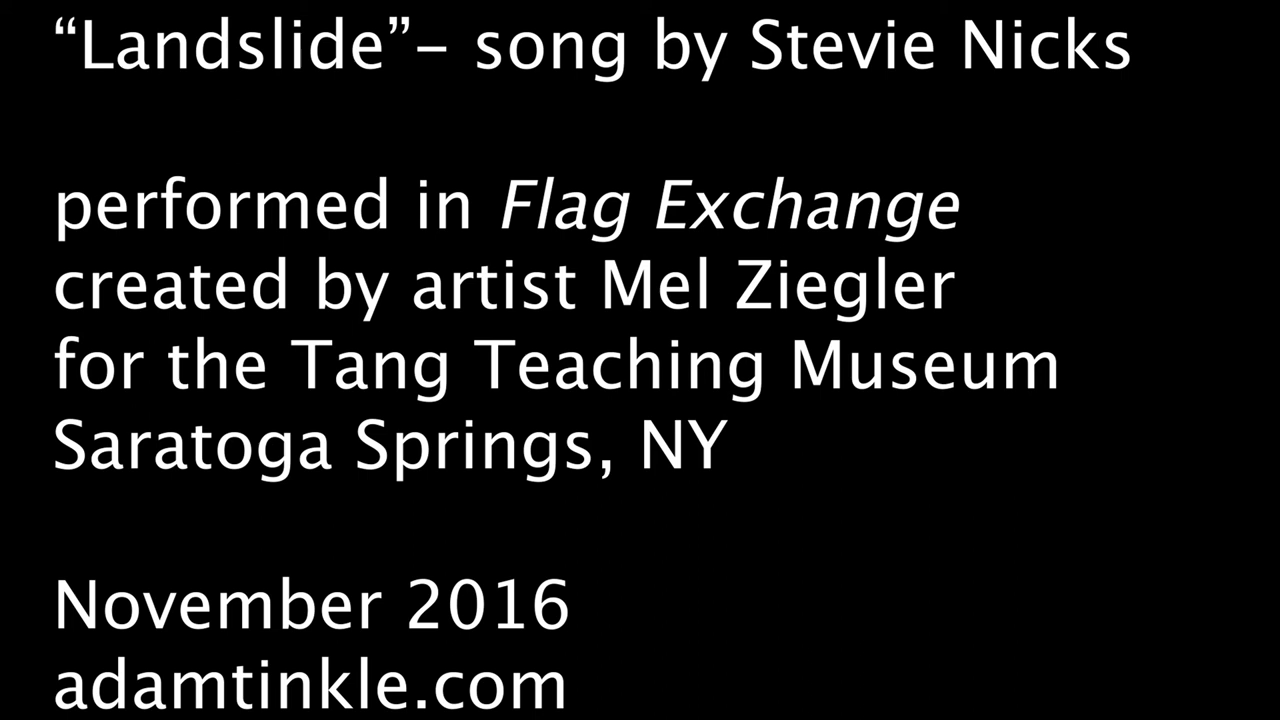 “Landslide”– song by Stevie Nicks
performed in Flag Exchange
created by artist Mel Ziegler
for the Tang Teaching Museum
Saratoga Springs, NY
November 2016
adamtinkle.com